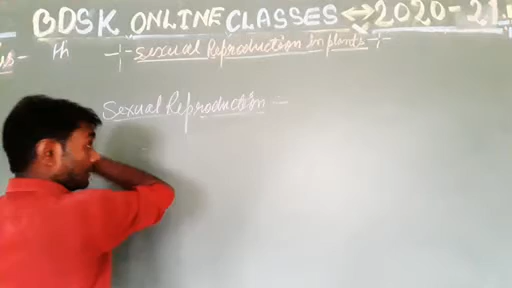 BDSK ONLINE CLASSES ↔ 2020-21
th -:- Sexual Reproduction In plants -:-
Sexual Reproduction :-